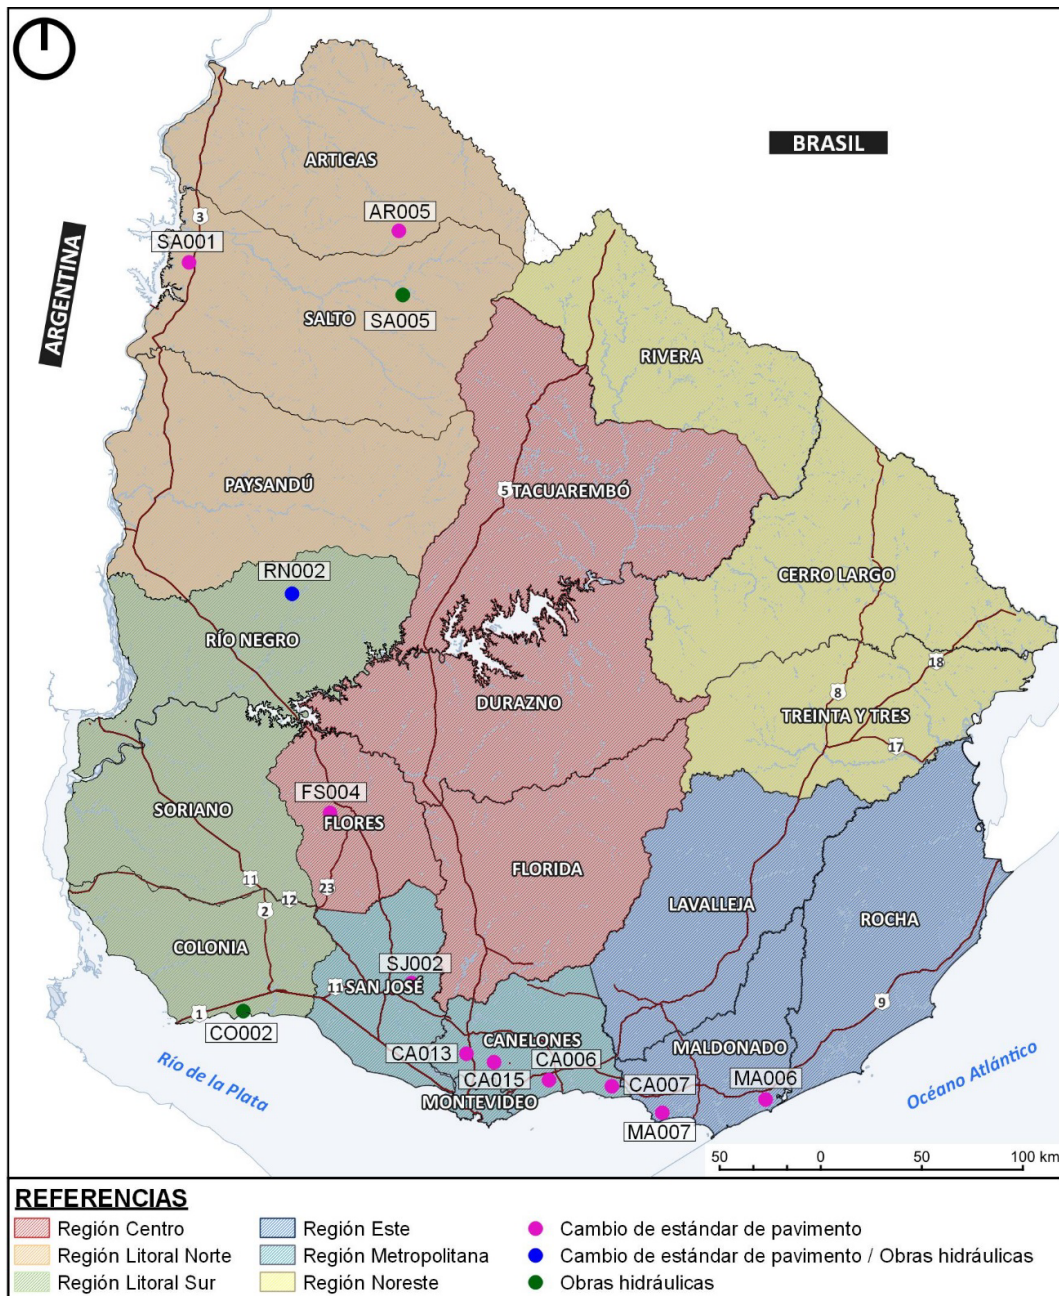 BRASIL
ARTIGAS
AR005
3
SA001
ARGENTINA
SALTO
SA005
RIVERA
PAYSANDÚ
5
TACUAREMBÓ
RN002
CERRO LARGO
RÍO NEGRO
18
8
DURAZNO
TREINTA Y TRES
17
FS004
SORIANO
FLORES
FLORIDA
11
23
12
2
LAVALLEJA
ROCHA
COLONIA
SJ002
11
SAN JOSÉ
9
1
CO002
CANELONES
MALDONADO
CA013
CA006
Río de la Plata
CA015
CA007
MA006
Océano Atlántico
MONTEVIDEO
MA007
50 0 100 km
REFERENCIAS
Región Centro
Región Este
Cambio de estándar de pavimento
Región Litoral Norte
Región Metropolitana
Cambio de estándar de pavimento / Obras hidráulicas
Región Litoral Sur
Región Noreste
Obras hidráulicas